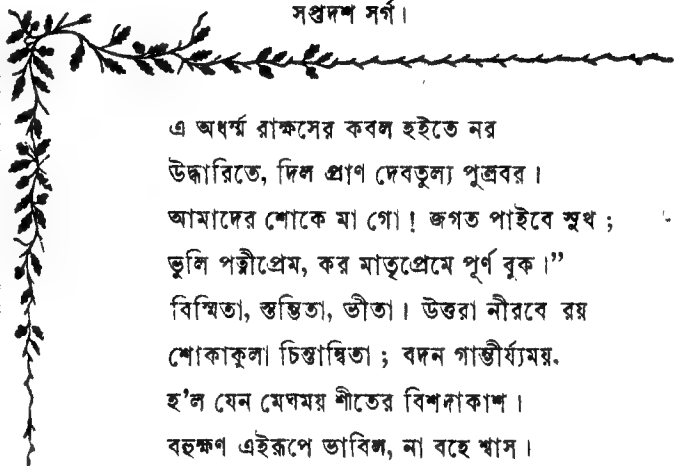 সপ্তদশ সর্গ।
এ অধর্ম্ম রাক্ষসের কবল হইতে নর
উদ্ধারিতে, দিল প্রাণ দেবতুল্য পুত্ত্রবর।
আমাদের শোকে মা গো! জগত পাইবে সুখ;
ভুলি পত্নীপ্রেম, কর মাতৃপ্রেমে পূর্ণ বুক।”
বিস্মিতা, স্তম্ভিতা, ভীতা। উত্তরা নীরবে রয়
শোকাকুলা চিন্তান্বিতা; বদন গাম্ভীর্য্যময়.
হ'ল যেন মেঘময় শীতের বিশদাকাশ।
বহুক্ষণ এইরূপে ভাবিল, না বহে শ্বাস।